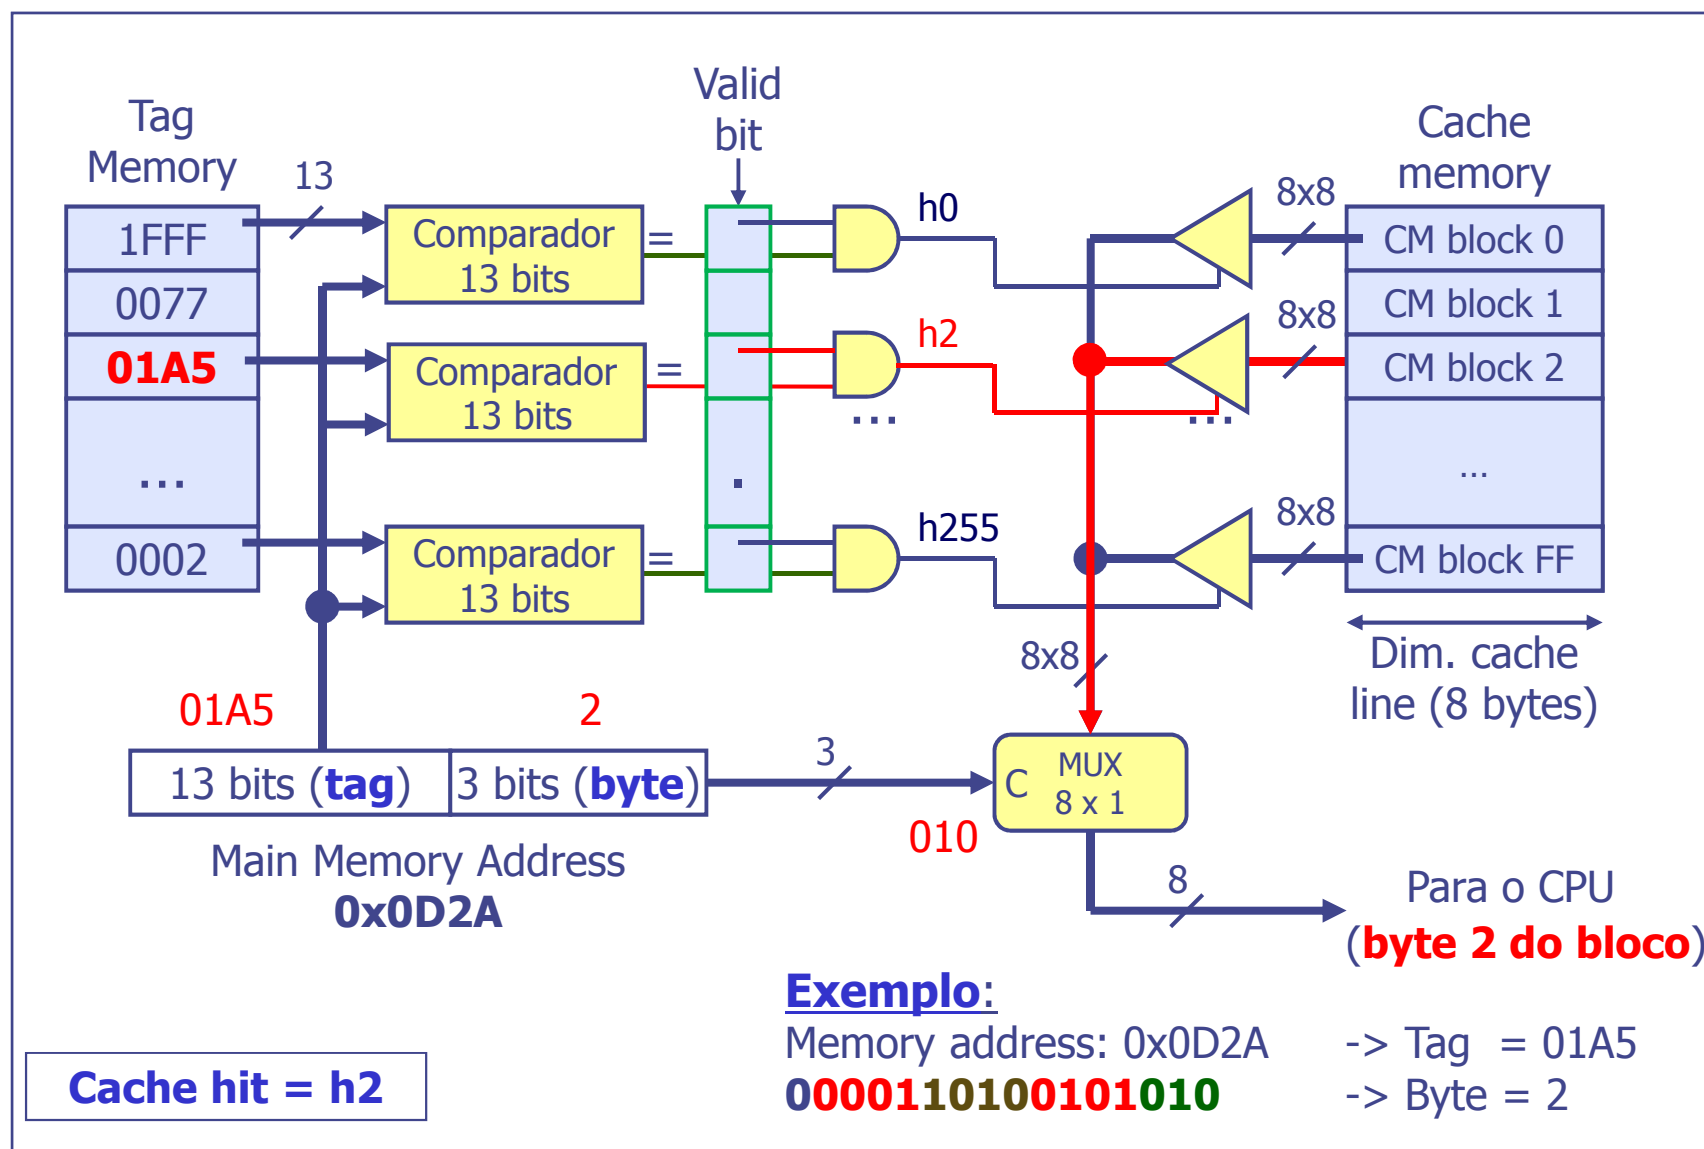 Tag
Memory
Valid
bit
Cache
memory
13
1FFF
0077
01A5
...
0002
Comparador
13 bits
=
Comparador
13 bits
=
Comparador
13 bits
=
.
h0
h2
...
h255
8x8
8x8
...
8x8
CM block 0
CM block 1
CM block 2
...
CM block FF
8x8
Dim. cache
line (8 bytes)
01A5
2
13 bits (tag)
3 bits (byte)
3
C
MUX
8 x 1
010
Main Memory Address
0x0D2A
8
Para o CPU
(byte 2 do bloco)
Exemplo:
Memory address: 0x0D2A -> Tag = 01A5
0000110100101010 -> Byte = 2
Cache hit = h2